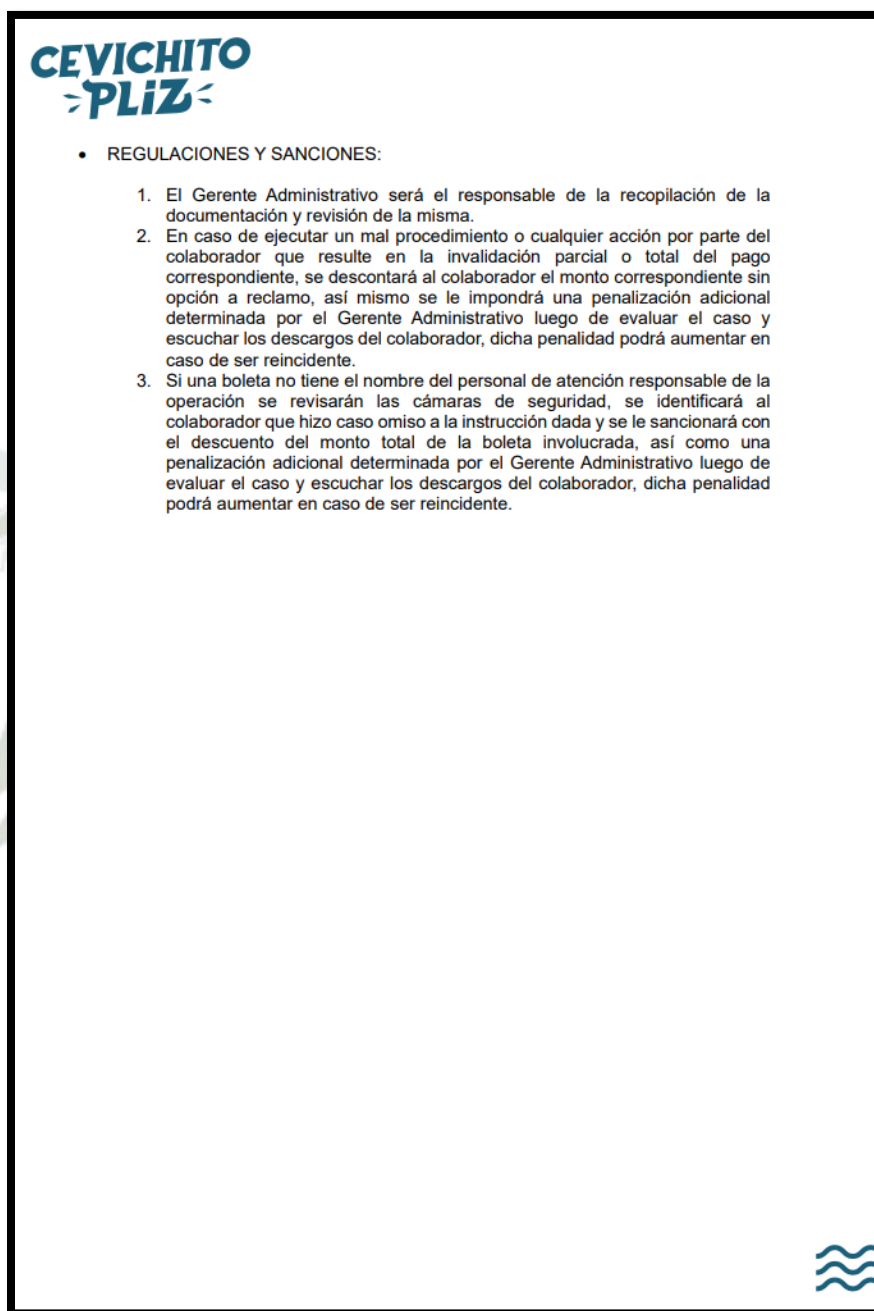 CEVICHITO
PLiZ
• REGULACIONES Y SANCIONES:
1. El Gerente Administrativo será el responsable de la recopilación de la
documentación y revisión de la misma.
2. En caso de ejecutar un mal procedimiento o cualquier acción por parte del
colaborador que resulte en la invalidación parcial o total del pago
correspondiente, se descontará al colaborador el monto correspondiente sin
opción a reclamo, así mismo se le impondrá una penalización adicional
determinada por el Gerente Administrativo luego de evaluar el caso y
escuchar los descargos del colaborador, dicha penalidad podrá aumentar en
caso de ser reincidente.
3. Si una boleta no tiene el nombre del personal de atención responsable de la
operación se revisarán las cámaras de seguridad, se identificará al
colaborador que hizo caso omiso a la instrucción dada y se le sancionará con
el descuento del monto total de la boleta involucrada, así como una
penalización adicional determinada por el Gerente Administrativo luego de
evaluar el caso y escuchar los descargos del colaborador, dicha penalidad
podrá aumentar en caso de ser reincidente.